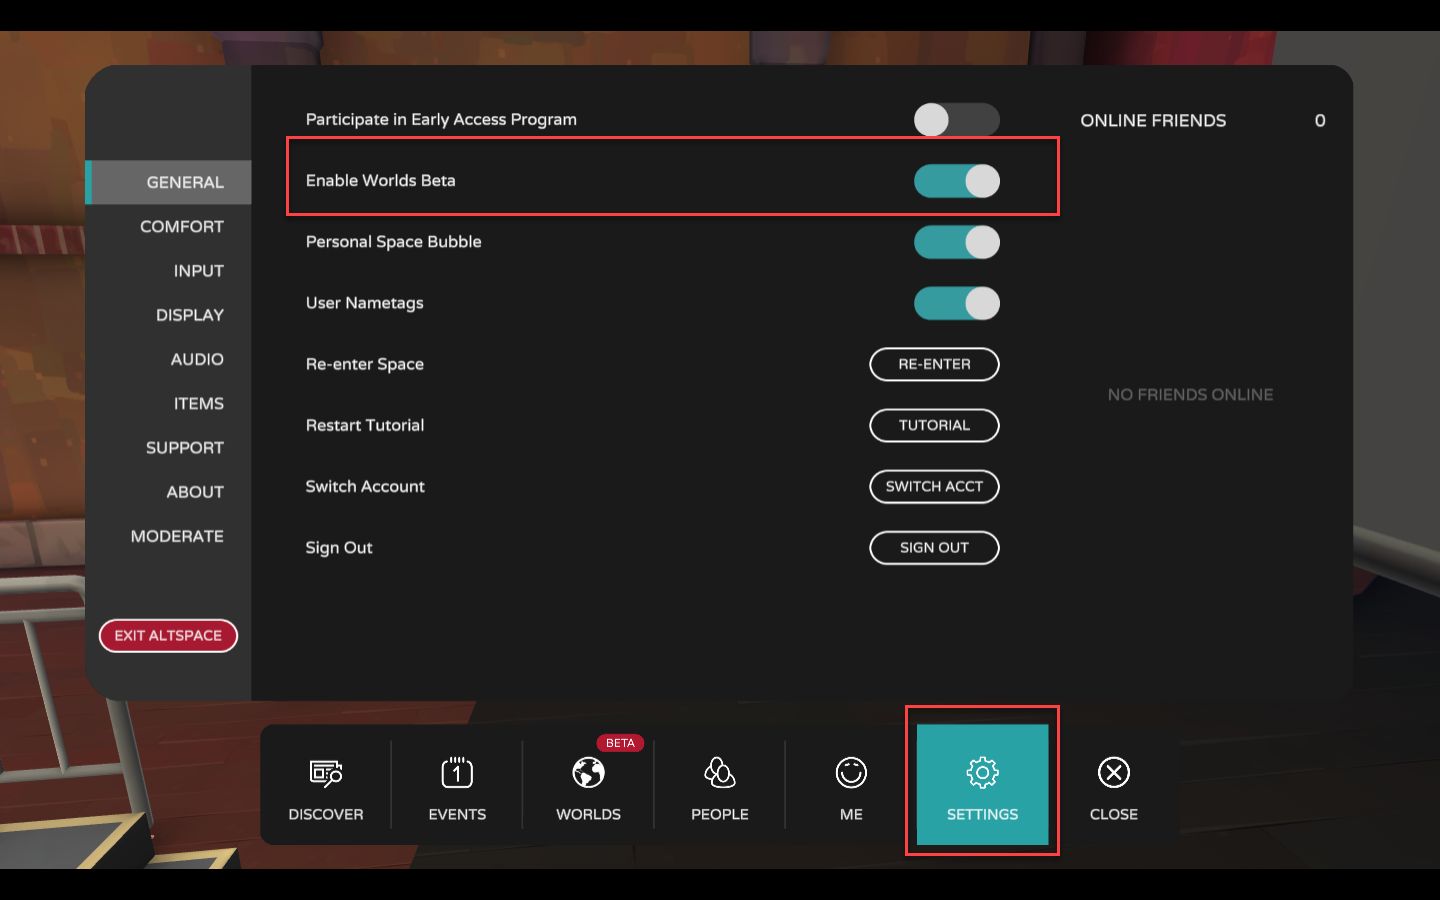 GENERAL
COMFORT
INPUT
DISPLAY
AUDIO
ITEMS
SUPPORT
ABOUT
MODERATE
EXIT ALTSPACE
Participate in Early Access Program
Enable Worlds Beta
Personal Space Bubble
User Nametags
Re-enter Space RE-ENTER
Restart Tutorial TUTORIAL
Switch Account SWITCH ACCT
Sign Out SIGN OUT
ONLINE FRIENDS 0
NO FRIENDS ONLINE
BETA
1
DISCOVER EVENTS WORLDS PEOPLE ME SETTINGS CLOSE